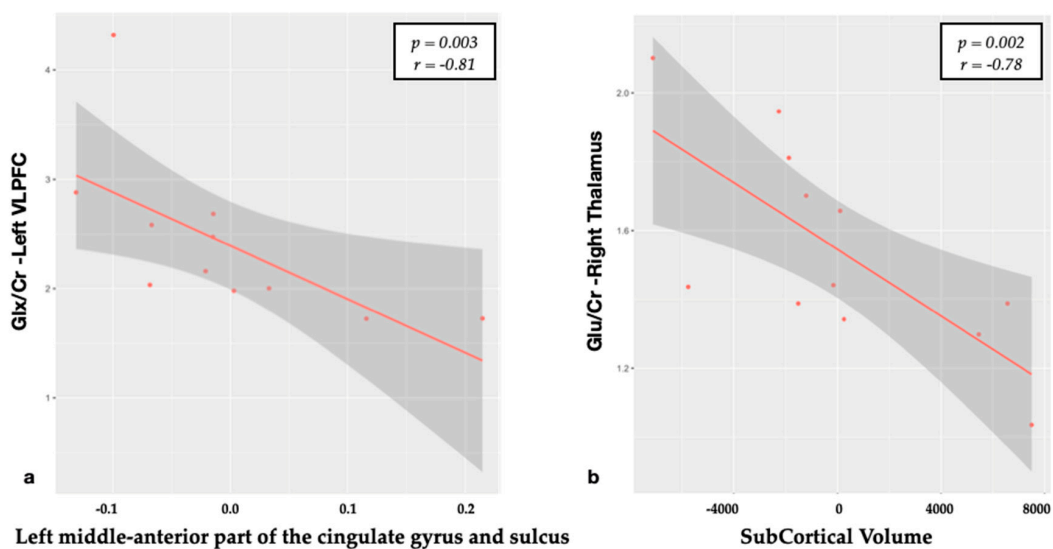 p = 0.003
r = -0.81
4
3
2
1
Glx/Cr -Left VLPFC
a
-0.1
0.0
0.1
0.2
Left middle-anterior part of the cingulate gyrus and sulcus
p = 0.002
r = -0.78
2.0
1.6
1.2
Glu/Cr -Right Thalamus
b
-4000
0
4000
8000
SubCortical Volume